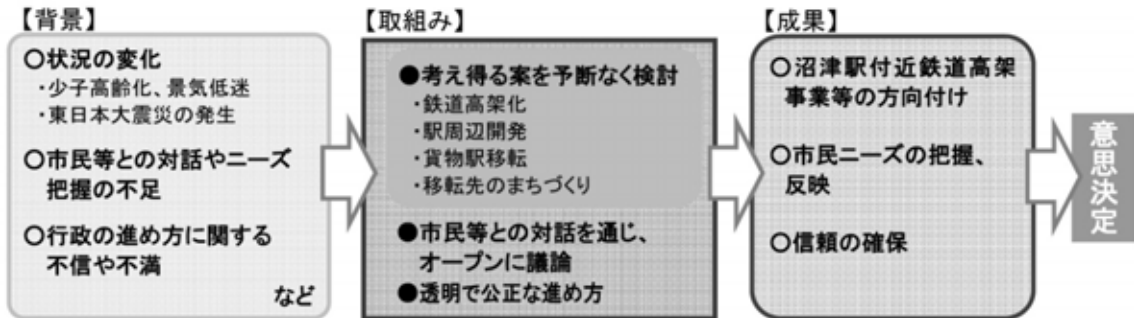 【背景】
○状況の変化
・少子高齢化、景気低迷
・東日本大震災の発生
○市民等との対話やニーズ
把握の不足
○行政の進め方に関する
不信や不満
など
【取組み】
●考え得る案を予断なく検討
・鉄道高架化
・駅周辺開発
・貨物駅移転
・移転先のまちづくり
●市民等との対話を通じ、
オープンに議論
●透明で公正な進め方
【成果】
○沼津駅付近鉄道高架
事業等の方向付け
○市民ニーズの把握、
反映
○信頼の確保
意思決定